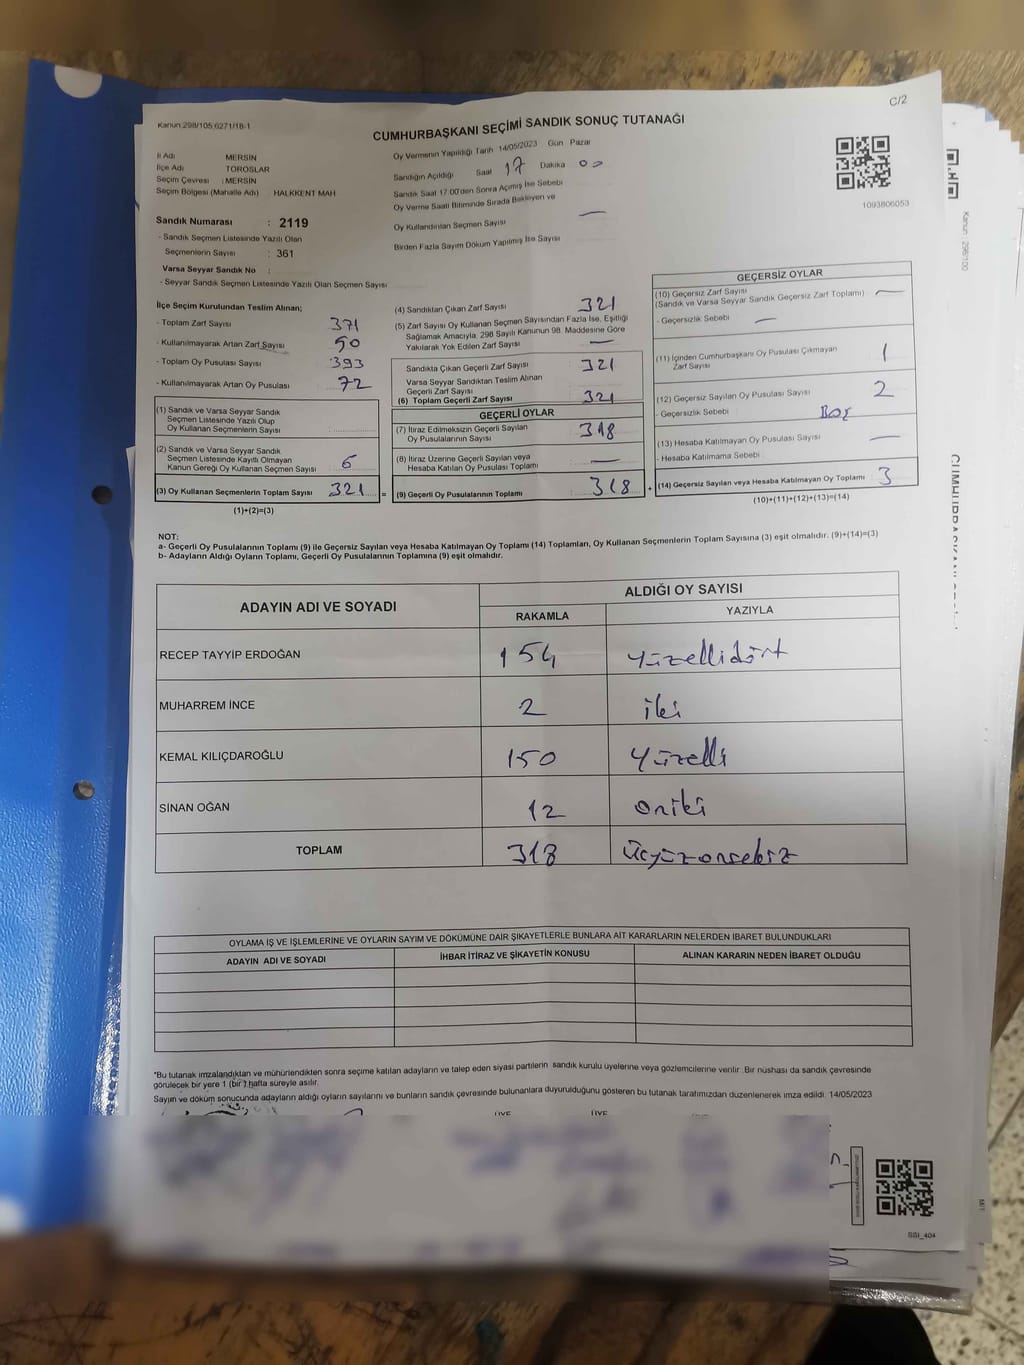 C/2
Kanun:298/105,6271/18-1
CUMHURBAŞKANI SEÇİMİ SANDIK SONUÇ TUTANAĞI
İl Adı MERSİN
İlçe Adı TOROSLAR
Seçim Çevresi : MERSİN
Seçim Bölgesi (Mahalle Adı) HALKKENT MAH
Sandık Numarası : 2119
- Sandık Seçmen Listesinde Yazılı Olan
Seçmenlerin Sayısı : 361
Varsa Seyyar Sandık No :
- Seyyar Sandık Seçmen Listesinde Yazılı Olan Seçmen Sayısı
Oy Vermenin Yapıldığı Tarih 14/05/2023 Gün Pazar
Sandığın Açıldığı Saat 17 Dakika 00
Sandık Saat 17.00'den Sonra Açılmış İse Sebebi
Oy Verme Saati Bitiminde Sırada Bekleyen ve
Oy Kullandırılan Seçmen Sayısı —
Birden Fazla Sayım Döküm Yapılmış İse Sayısı
1093806053
İlçe Seçim Kurulundan Teslim Alınan;
- Toplam Zarf Sayısı 371
- Kullanılmayarak Artan Zarf Sayısı 50
- Toplam Oy Pusulası Sayısı 393
- Kullanılmayarak Artan Oy Pusulası 72
(1) Sandık ve Varsa Seyyar Sandık
Seçmen Listesinde Yazılı Olup
Oy Kullanan Seçmenlerin Sayısı :
(2) Sandık ve Varsa Seyyar Sandık
Seçmen Listesinde Kayıtlı Olmayan
Kanun Gereği Oy Kullanan Seçmen Sayısı 6
(3) Oy Kullanan Seçmenlerin Toplam Sayısı 321
(1)+(2)=(3)
(4) Sandıktan Çıkan Zarf Sayısı 321
(5) Zarf Sayısı Oy Kullanan Seçmen Sayısından Fazla İse, Eşitliği
Sağlamak Amacıyla, 298 Sayılı Kanunun 98. Maddesine Göre
Yakılarak Yok Edilen Zarf Sayısı —
Sandıkta Çıkan Geçerli Zarf Sayısı : 321
Varsa Seyyar Sandıktan Teslim Alınan
Geçerli Zarf Sayısı
(6) Toplam Geçerli Zarf Sayısı 321
GEÇERLİ OYLAR
(7) İtiraz Edilmeksizin Geçerli Sayılan
Oy Pusulalarının Sayısı : 318
(8) İtiraz Üzerine Geçerli Sayılan veya
Hesaba Katılan Oy Pusulası Toplamı —
= (9) Geçerli Oy Pusulalarının Toplamı 318 +
GEÇERSİZ OYLAR
(10) Geçersiz Zarf Sayısı —
(Sandık ve Varsa Seyyar Sandık Geçersiz Zarf Toplamı)
- Geçersizlik Sebebi : —
(11) İçinden Cumhurbaşkanı Oy Pusulası Çıkmayan
Zarf Sayısı 1
(12) Geçersiz Sayılan Oy Pusulası Sayısı 2
- Geçersizlik Sebebi : Boş
(13) Hesaba Katılmayan Oy Pusulası Sayısı —
- Hesaba Katılmama Sebebi
(14) Geçersiz Sayılan veya Hesaba Katılmayan Oy Toplamı : 3
(10)+(11)+(12)+(13)=(14)
NOT:
a- Geçerli Oy Pusulalarının Toplamı (9) ile Geçersiz Sayılan veya Hesaba Katılmayan Oy Toplamı (14) Toplamları, Oy Kullanan Seçmenlerin Toplam Sayısına (3) eşit olmalıdır. (9)+(14)=(3)
b- Adayların Aldığı Oyların Toplamı, Geçerli Oy Pusulalarının Toplamına (9) eşit olmalıdır.
ADAYIN ADI VE SOYADI
ALDIĞI OY SAYISI
RAKAMLA YAZIYLA
RECEP TAYYİP ERDOĞAN 154 yüzellidört
MUHARREM İNCE 2 iki
KEMAL KILIÇDAROĞLU 150 yüzelli
SİNAN OĞAN 12 oniki
TOPLAM 318 üçyüzonsekiz
OYLAMA İŞ VE İŞLEMLERİNE VE OYLARIN SAYIM VE DÖKÜMÜNE DAİR ŞİKAYETLERLE BUNLARA AİT KARARLARIN NELERDEN İBARET BULUNDUKLARI
ADAYIN ADI VE SOYADI İHBAR İTİRAZ VE ŞİKAYETİN KONUSU ALINAN KARARIN NEDEN İBARET OLDUĞU
*Bu tutanak imzalandıktan ve mühürlendikten sonra seçime katılan adayların ve talep eden siyasi partilerin sandık kurulu üyelerine veya gözlemcilerine verilir. Bir nüshası da sandık çevresinde
görülecek bir yere 1 (bir ) hafta süreyle asılır.
Sayım ve döküm sonucunda adayların aldığı oyların sayılarını ve bunların sandık çevresinde bulunanlara duyurulduğunu gösteren bu tutanak tarafımızdan düzenlenerek imza edildi. 14/05/2023
ÜYE ÜYE
SSI_404
Kanun : 298/100